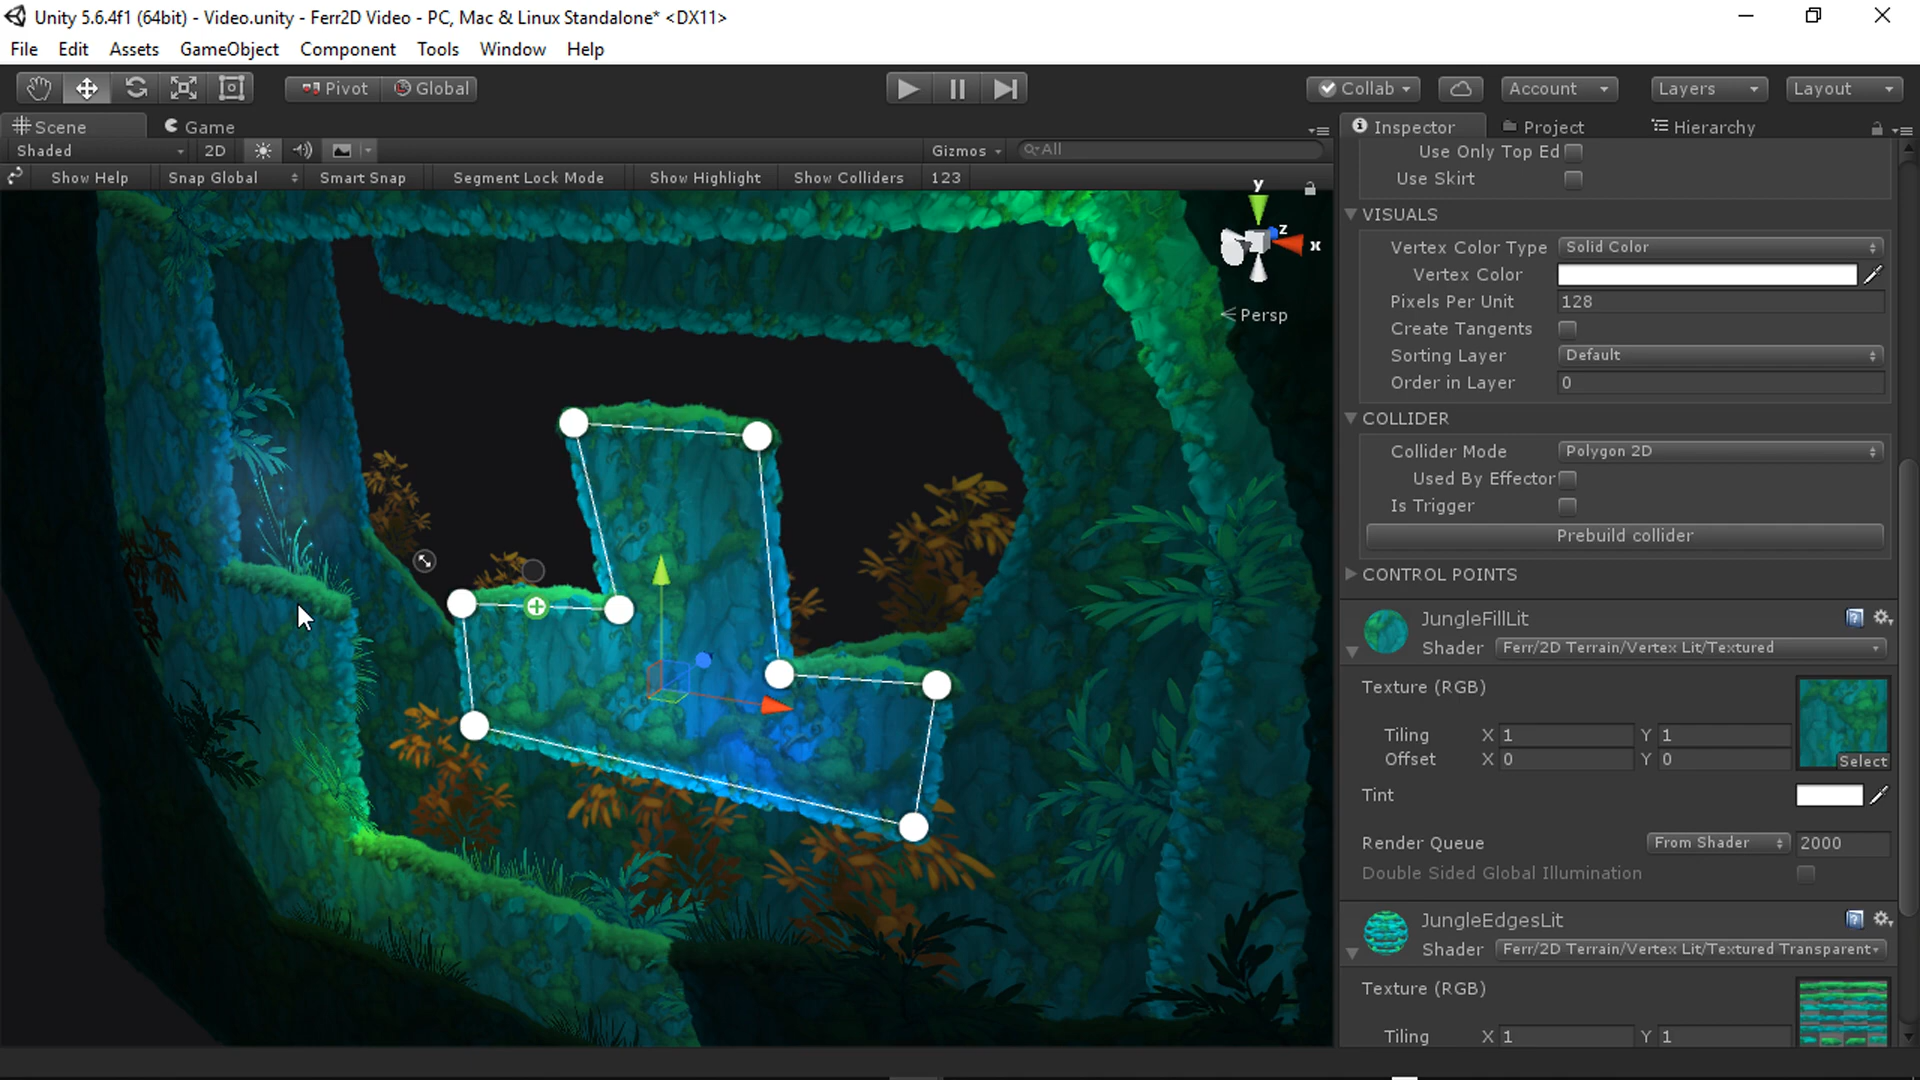 Unity 5.6.4f1 (64bit) - Video.unity - Ferr2D Video - PC, Mac & Linux Standalone* <DX11>
File Edit Assets GameObject Component Tools Window Help
Pivot Global Collab Account Layers Layout
Scene Game Inspector Project Hierarchy
Shaded 2D Gizmos All
Show Help Snap Global Smart Snap Segment Lock Mode Show Highlight Show Colliders 123
y
z
x
Persp
Use Only Top Ed
Use Skirt
VISUALS
Vertex Color Type Solid Color
Vertex Color
Pixels Per Unit 128
Create Tangents
Sorting Layer Default
Order in Layer 0
COLLIDER
Collider Mode Polygon 2D
Used By Effector
Is Trigger
Prebuild collider
CONTROL POINTS
JungleFillLit
Shader Ferr/2D Terrain/Vertex Lit/Textured
Texture (RGB)
Tiling X 1 Y 1
Offset X 0 Y 0
Select
Tint
Render Queue From Shader 2000
Double Sided Global Illumination
JungleEdgesLit
Shader Ferr/2D Terrain/Vertex Lit/Textured Transparent
Texture (RGB)
Tiling X 1 Y 1